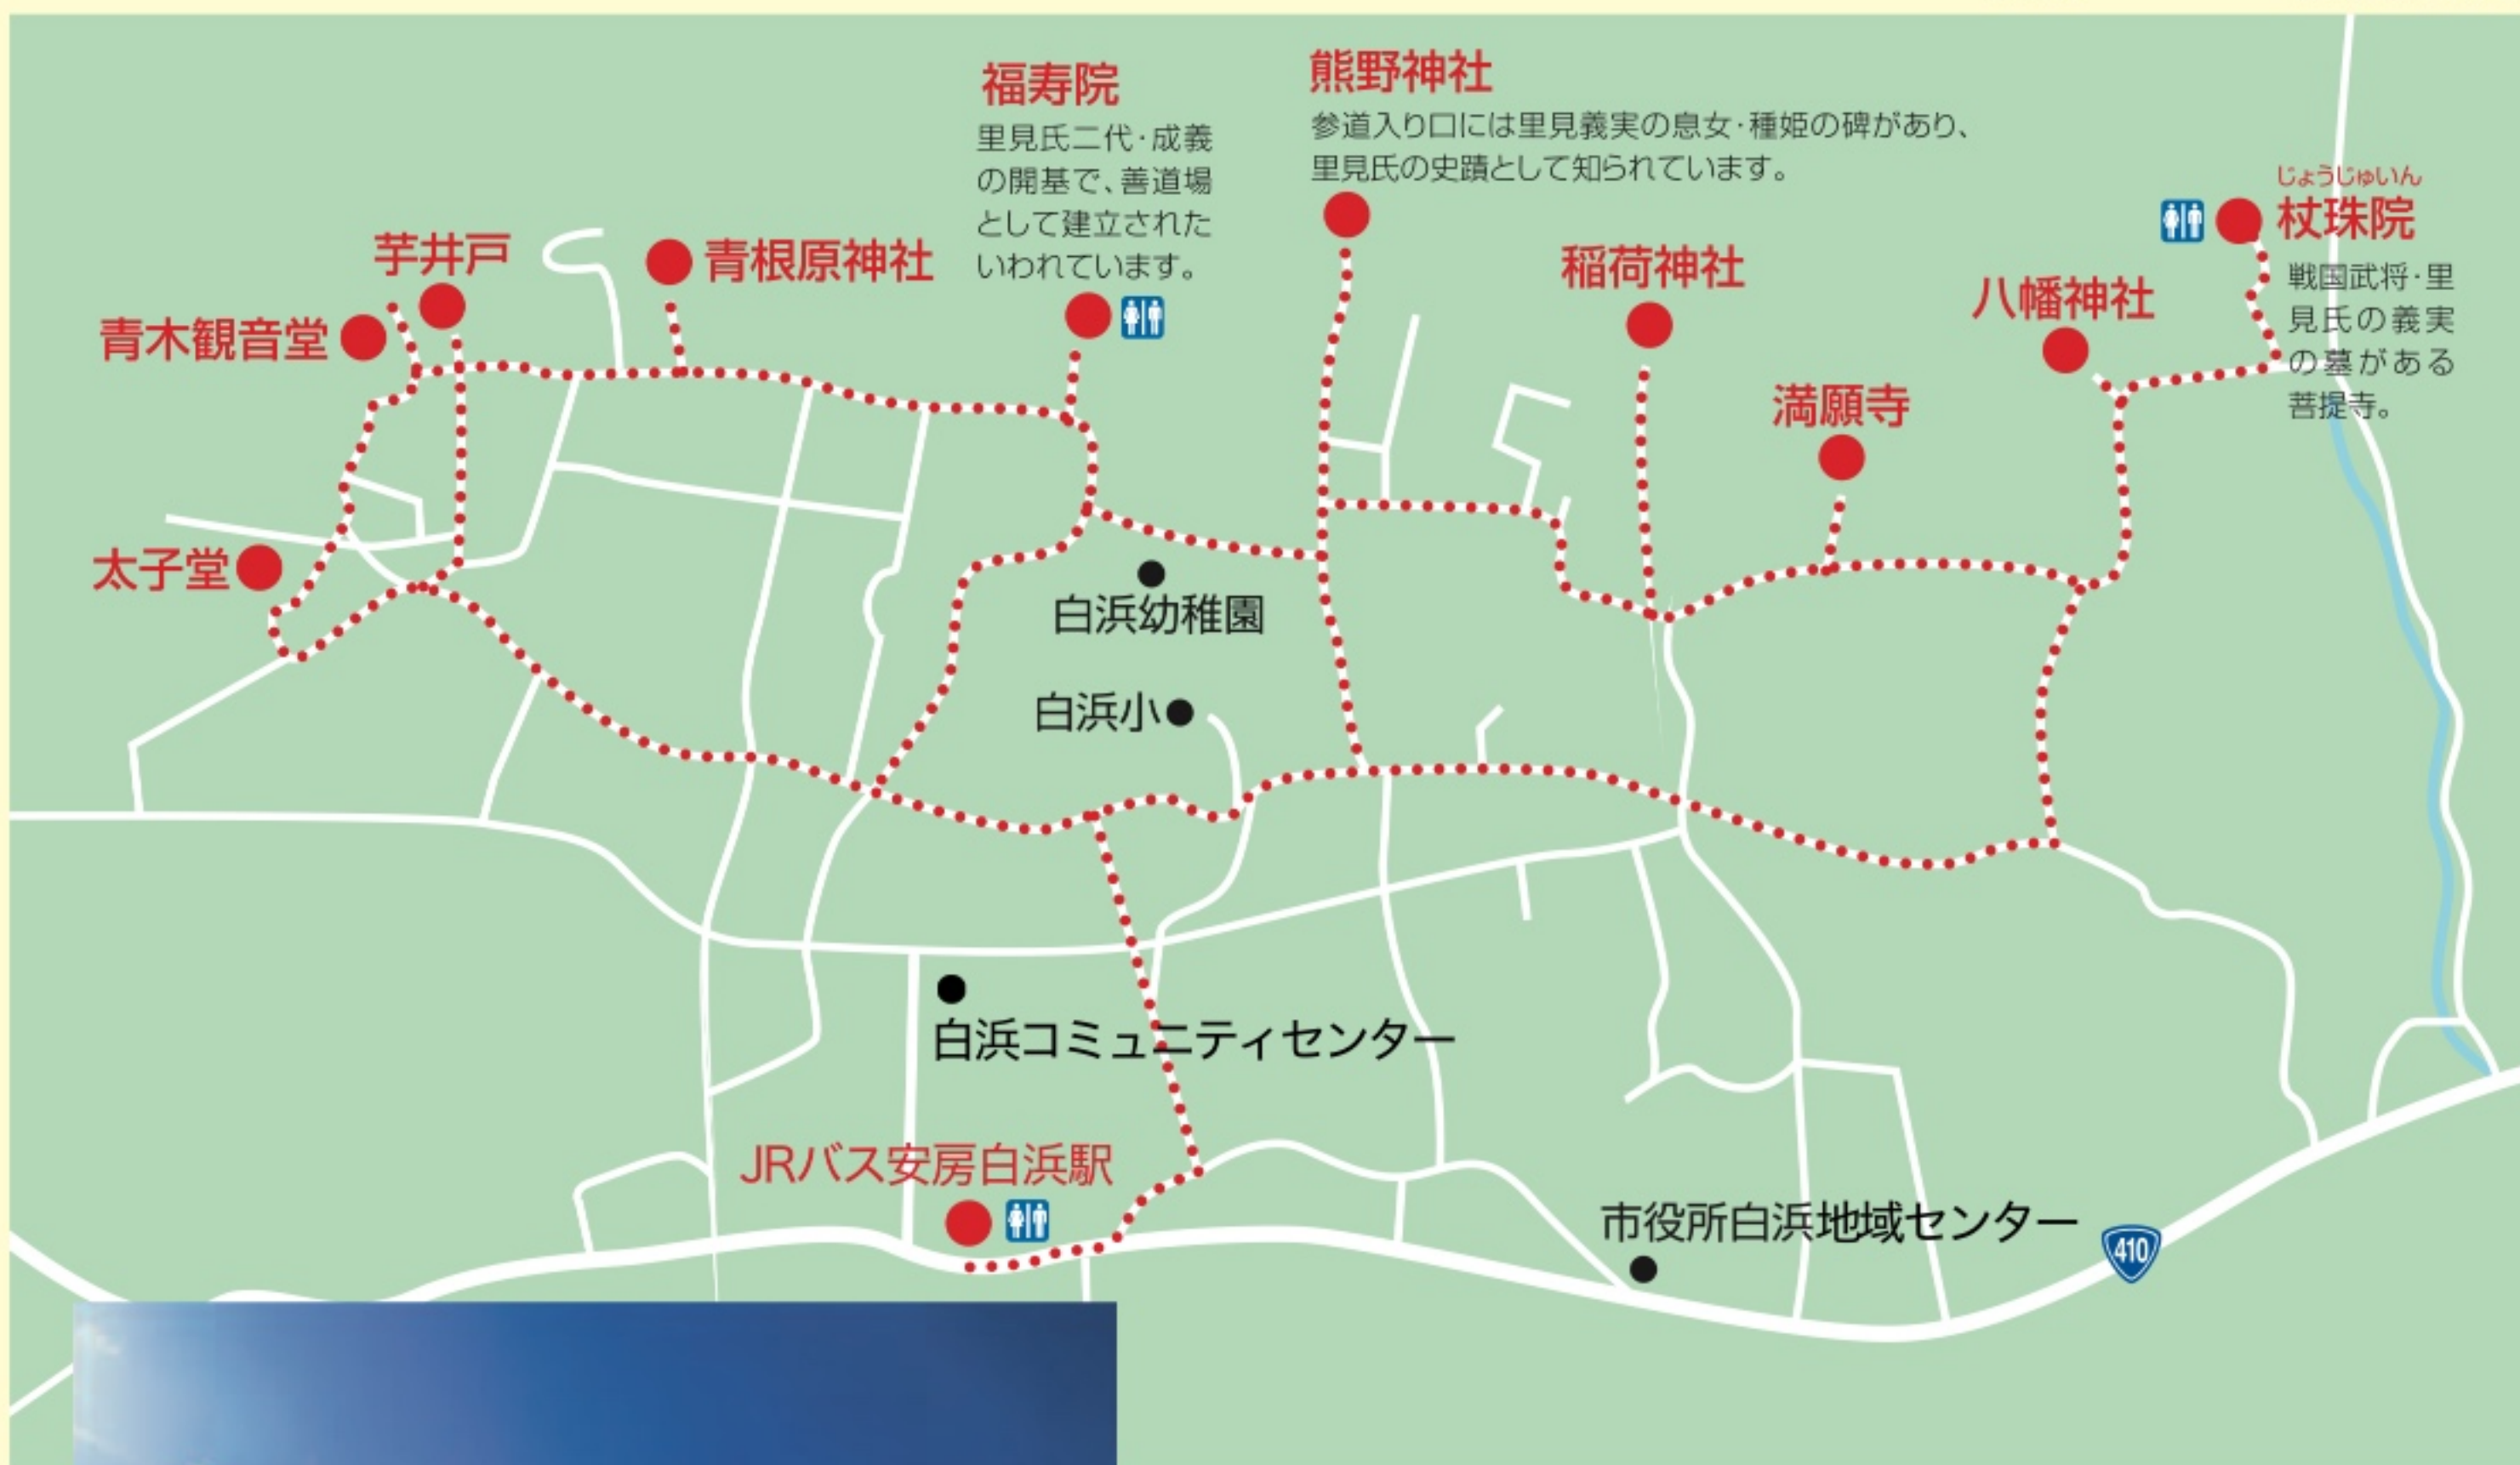 福寿院
里見氏二代・成義
の開基で、善道場
として建立された
いわれています。
熊野神社
参道入り口には里見義実の息女・種姫の碑があり、
里見氏の史蹟として知られています。
じょうじゅいん
杖珠院
戦国武将・里
見氏の義実
の墓がある
菩提寺。
芋井戸
青根原神社
稲荷神社
八幡神社
青木観音堂
満願寺
太子堂
白浜幼稚園
白浜小
白浜コミュニティセンター
JRバス安房白浜駅
市役所白浜地域センター
410